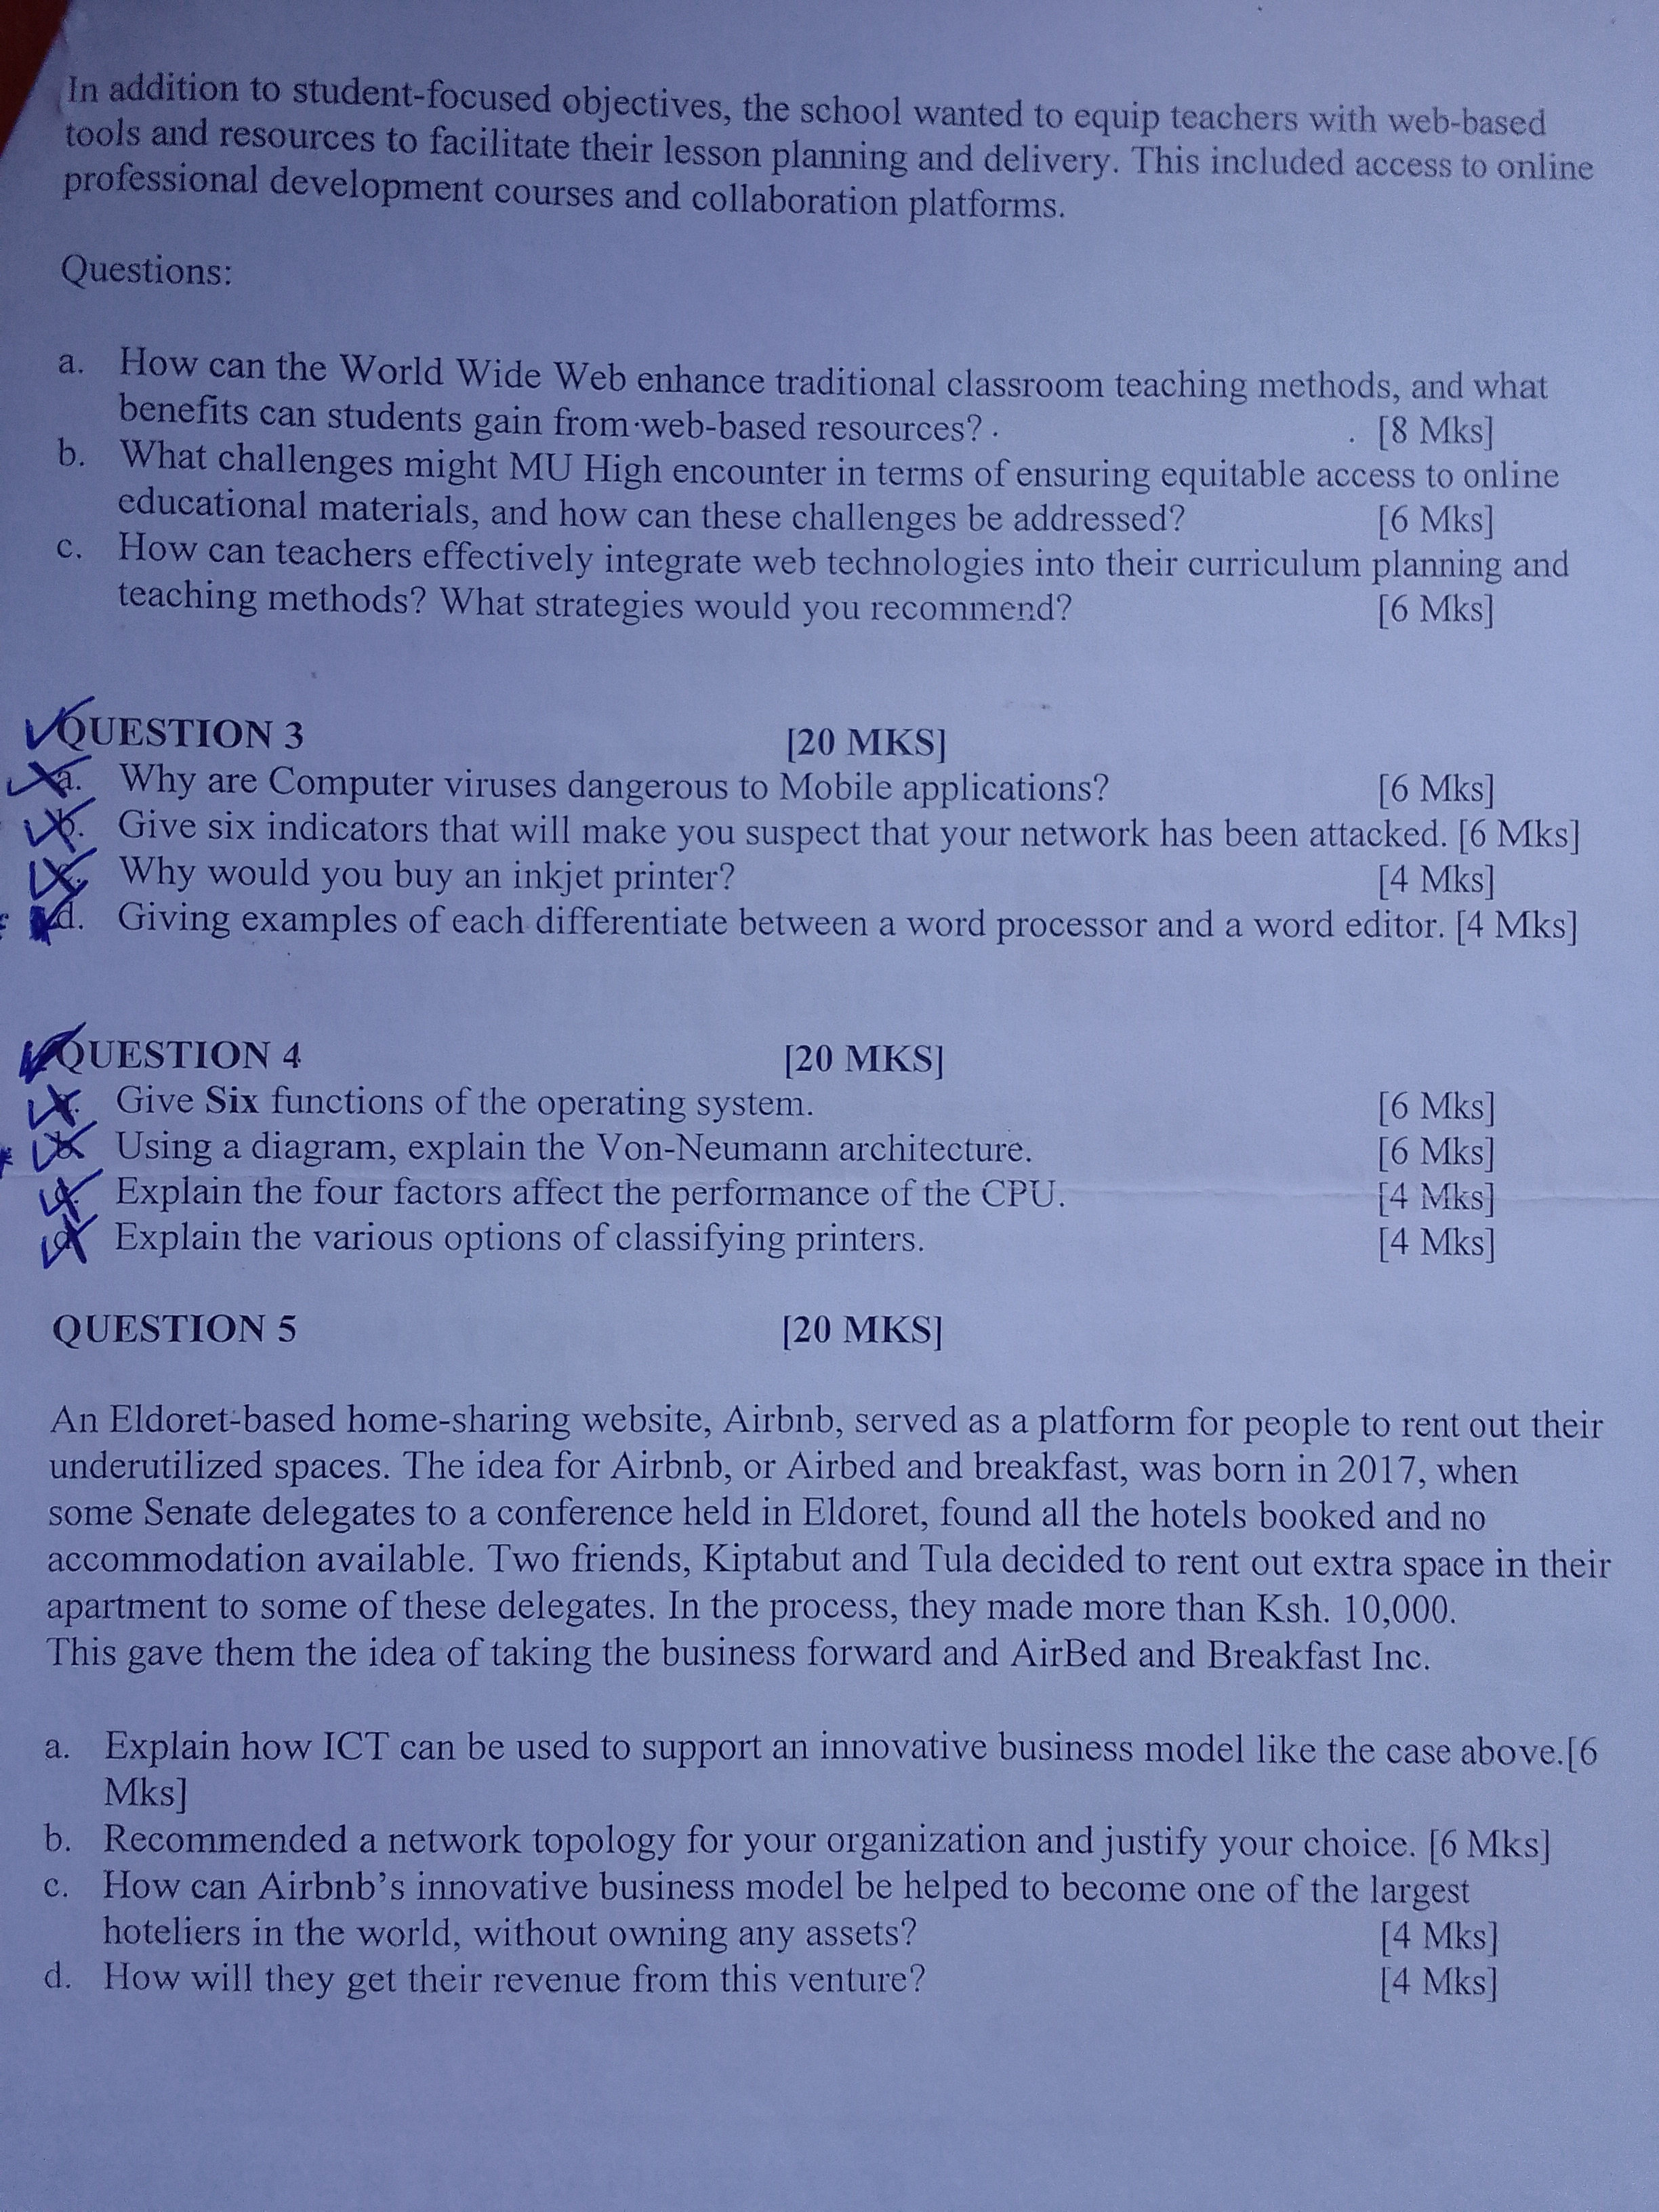 In addition to student-focused objectives, the school wanted to equip teachers with web-based
tools and resources to facilitate their lesson planning and delivery. This included access to online
professional development courses and collaboration platforms.
Questions:
a. How can the World Wide Web enhance traditional classroom teaching methods, and what
benefits can students gain from web-based resources? [8 Mks]
b. What challenges might MU High encounter in terms of ensuring equitable access to online
educational materials, and how can these challenges be addressed? [6 Mks]
c. How can teachers effectively integrate web technologies into their curriculum planning and
teaching methods? What strategies would you recommend? [6 Mks]
QUESTION 3 [20 MKS]
a. Why are Computer viruses dangerous to Mobile applications? [6 Mks]
b. Give six indicators that will make you suspect that your network has been attacked. [6 Mks]
c. Why would you buy an inkjet printer? [4 Mks]
d. Giving examples of each differentiate between a word processor and a word editor. [4 Mks]
QUESTION 4 [20 MKS]
a. Give Six functions of the operating system. [6 Mks]
b. Using a diagram, explain the Von-Neumann architecture. [6 Mks]
c. Explain the four factors affect the performance of the CPU. [4 Mks]
d. Explain the various options of classifying printers. [4 Mks]
QUESTION 5 [20 MKS]
An Eldoret-based home-sharing website, Airbnb, served as a platform for people to rent out their
underutilized spaces. The idea for Airbnb, or Airbed and breakfast, was born in 2017, when
some Senate delegates to a conference held in Eldoret, found all the hotels booked and no
accommodation available. Two friends, Kiptabut and Tula decided to rent out extra space in their
apartment to some of these delegates. In the process, they made more than Ksh. 10,000.
This gave them the idea of taking the business forward and AirBed and Breakfast Inc.
a. Explain how ICT can be used to support an innovative business model like the case above.[6
Mks]
b. Recommended a network topology for your organization and justify your choice. [6 Mks]
c. How can Airbnb's innovative business model be helped to become one of the largest
hoteliers in the world, without owning any assets? [4 Mks]
d. How will they get their revenue from this venture? [4 Mks]